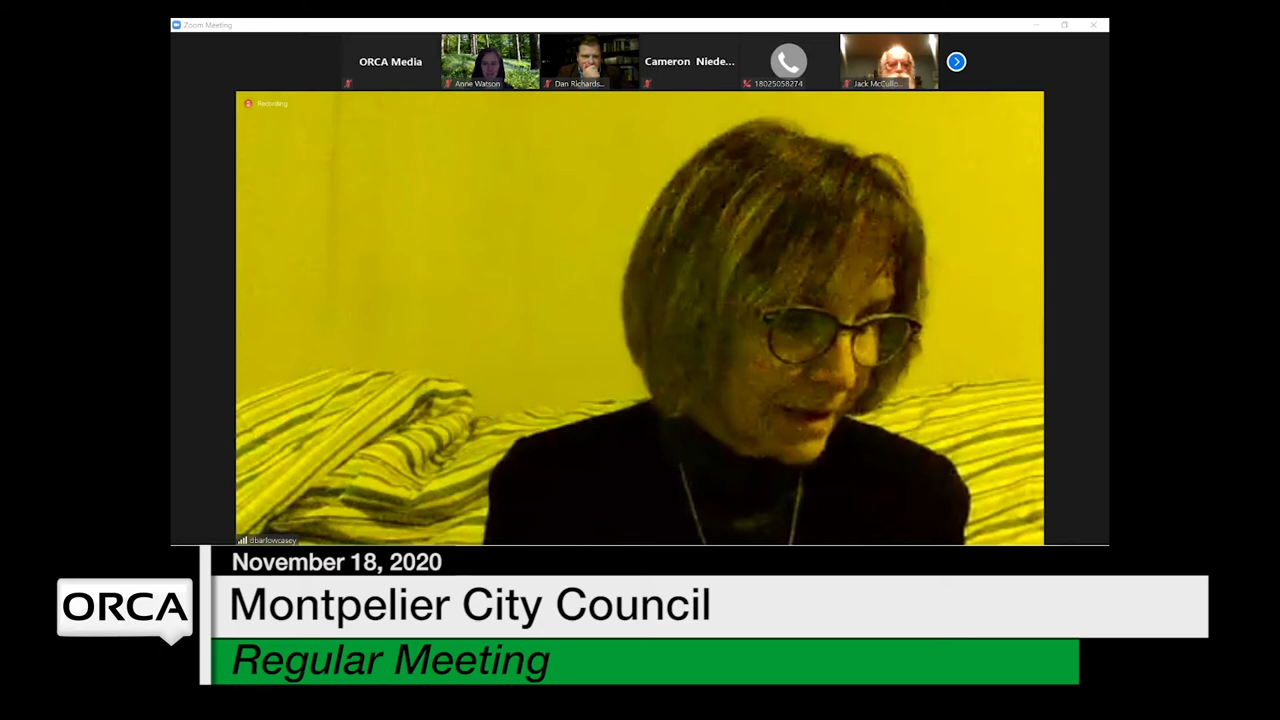 Zoom Meeting
ORCA Media
Anne Watson
Dan Richards...
Cameron Niede...
18025058274
Jack McCullo...
Recording
dbarlowcasey
November 18, 2020
ORCA
Montpelier City Council
Regular Meeting